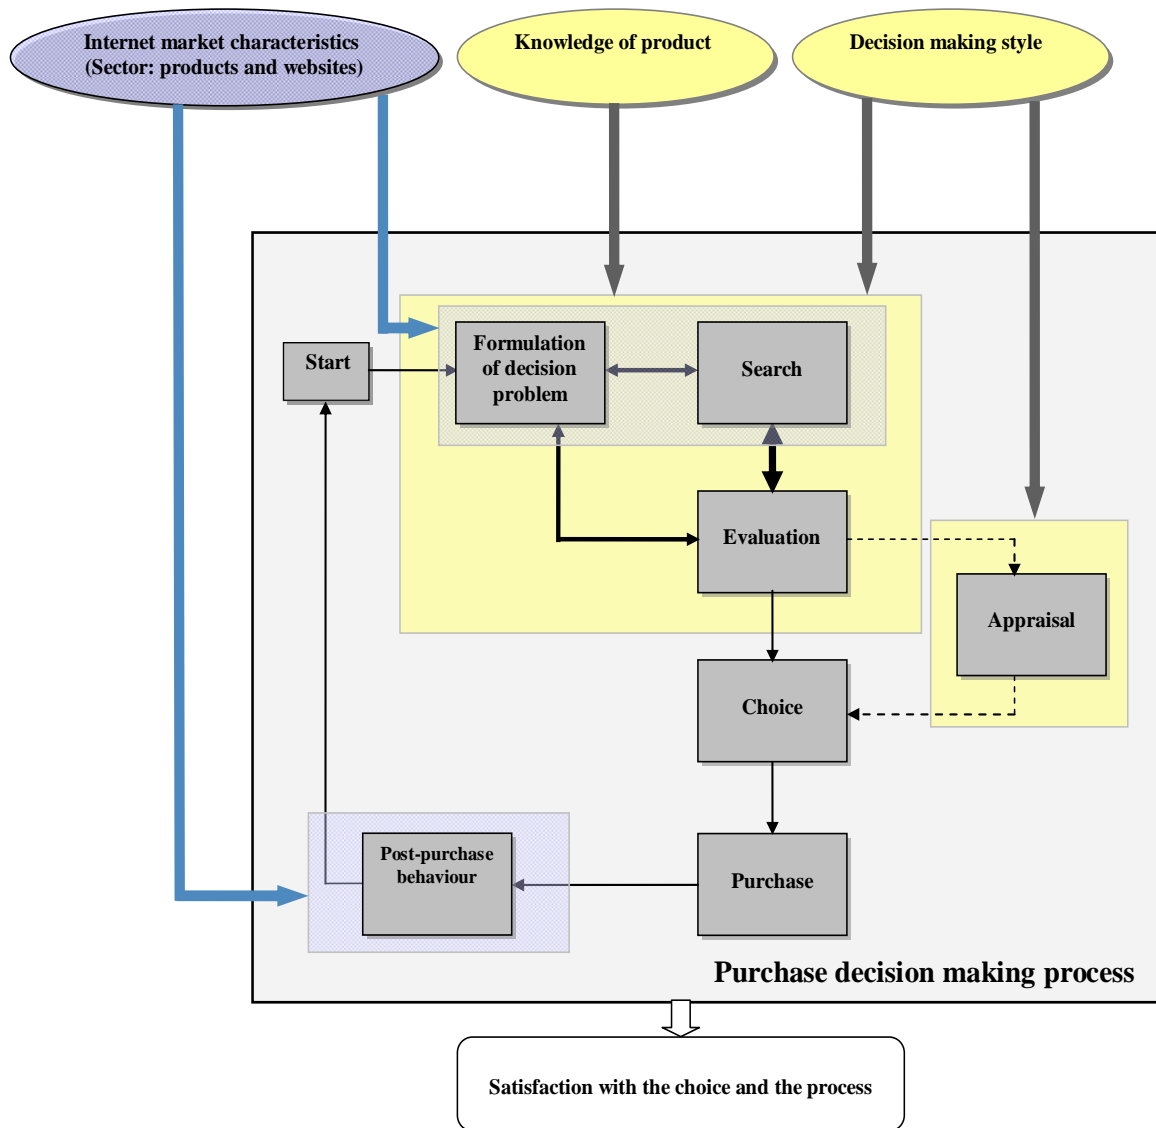 Internet market characteristics
(Sector: products and websites)
Knowledge of product
Decision making style
Start
Formulation
of decision
problem
Search
Evaluation
Appraisal
Choice
Post-purchase
behaviour
Purchase
Purchase decision making process
Satisfaction with the choice and the process